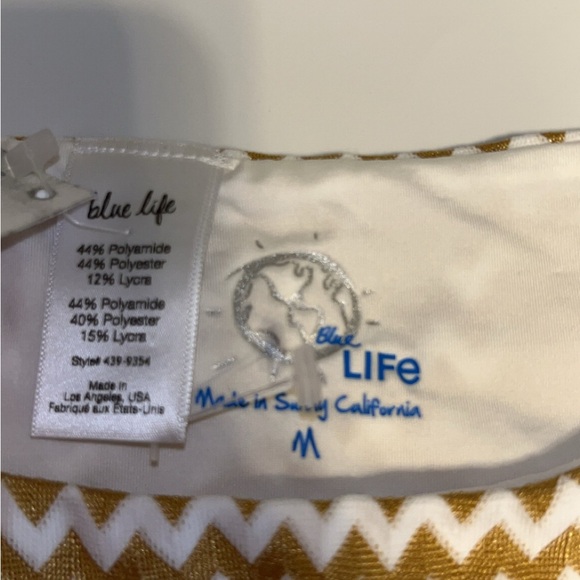 blue life
44% Polyamide
44% Polyester
12% Lycra
44% Polyamide
40% Polyester
15% Lycra
Style# 439-9354
Made in
Los Angeles, USA
Fabriqué aux États-Unis
Blue
LIFe
Made in California
M